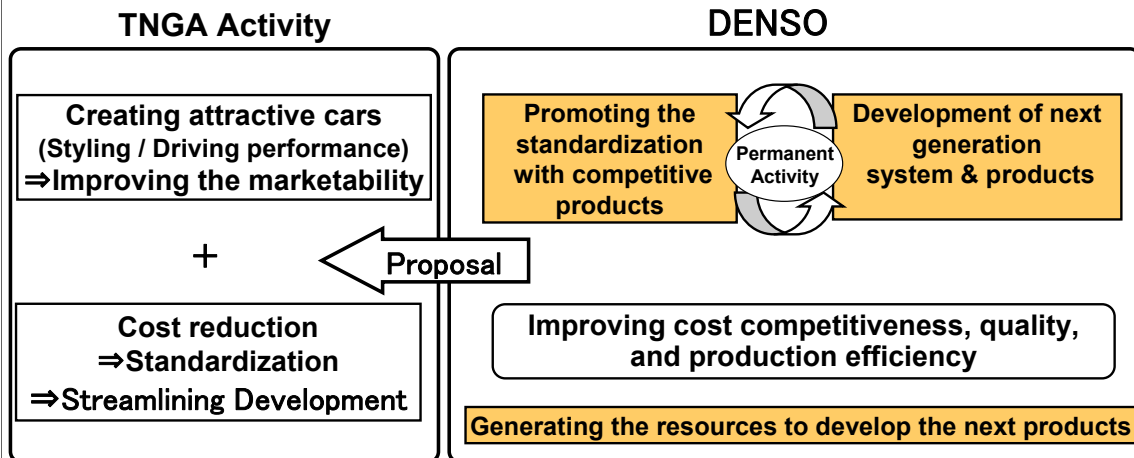 TNGA Activity
Creating attractive cars
(Styling / Driving performance)
⇒Improving the marketability
+
Cost reduction
⇒Standardization
⇒Streamlining Development
Proposal
DENSO
Promoting the
standardization
with competitive
products
Permanent
Activity
Development of next
generation
system & products
Improving cost competitiveness, quality,
and production efficiency
Generating the resources to develop the next products